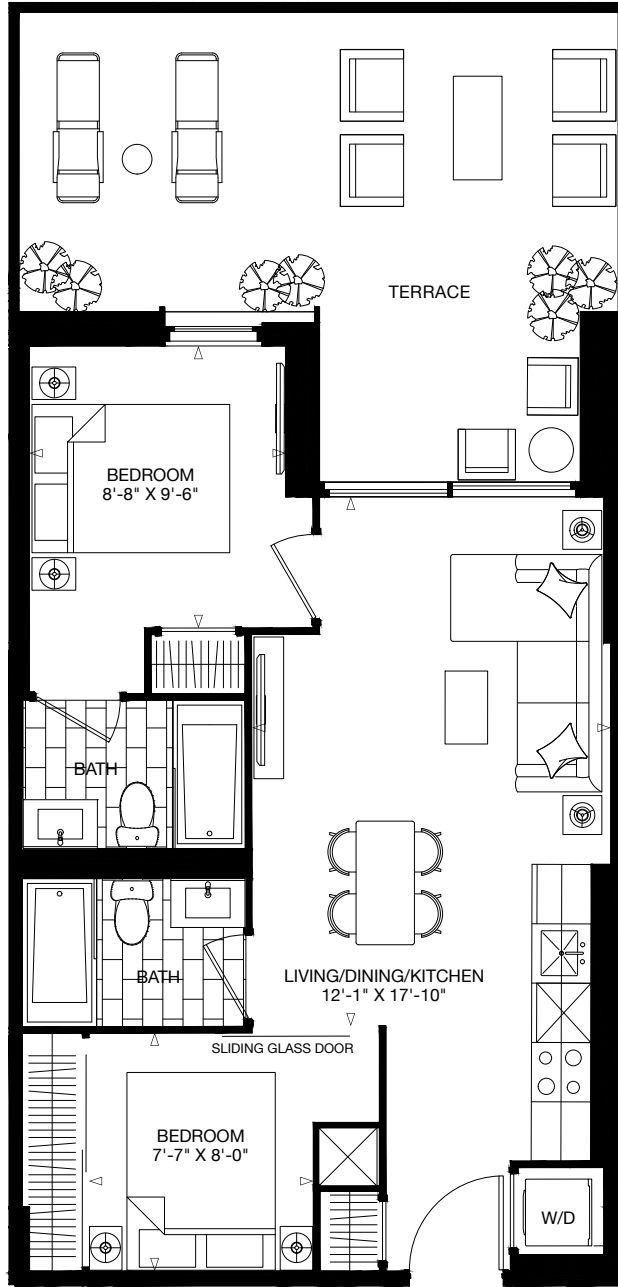 TERRACE
BEDROOM
8'-8" X 9'-6"
BATH
BATH
LIVING/DINING/KITCHEN
12'-1" X 17'-10"
SLIDING GLASS DOOR
BEDROOM
7'-7" X 8'-0"
W/D